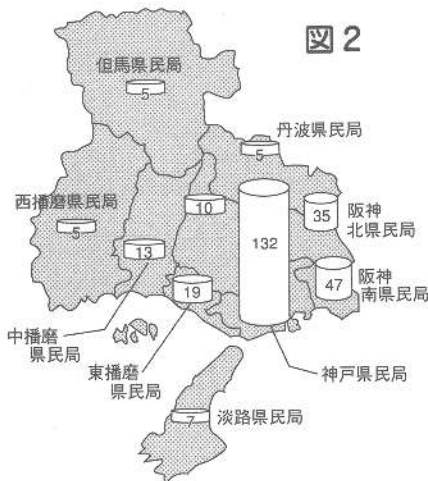 図2
但馬県民局
5
丹波県民局
5
西播磨県民局
5
10
35
阪神
北県民局
132
13
19
47
阪神
南県民局
中播磨
県民局
東播磨
県民局
神戸県民局
7
淡路県民局